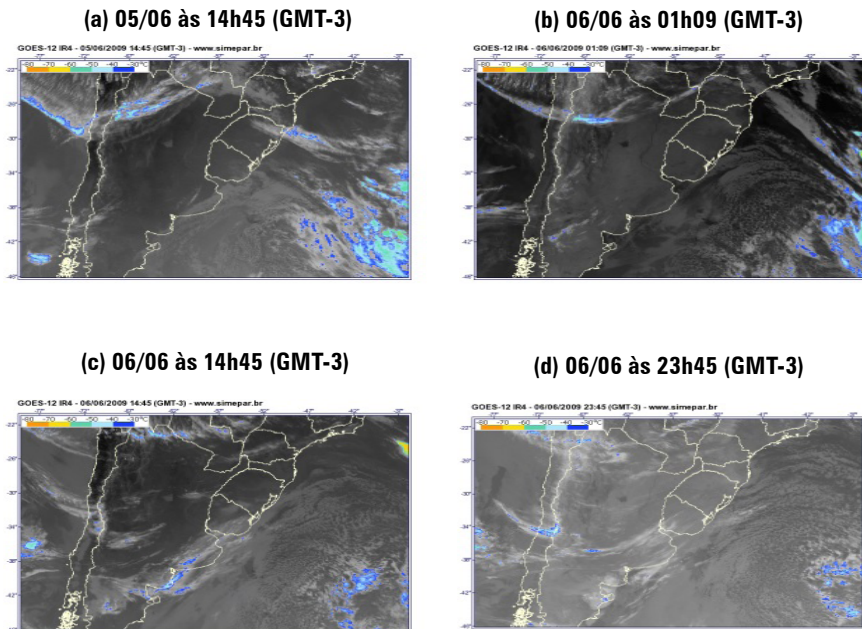 (a) 05/06 às 14h45 (GMT-3)
GOES-12 IR4 - 05/06/2009 14:45 (GMT-3) - www.simepar.br
-80 -70 -60 -50 -40 -30°C
(b) 06/06 às 01h09 (GMT-3)
GOES-12 IR4 - 06/06/2009 01:09 (GMT-3) - www.simepar.br
-80 -70 -60 -50 -40 -30°C
(c) 06/06 às 14h45 (GMT-3)
GOES-12 IR4 - 06/06/2009 14:45 (GMT-3) - www.simepar.br
-80 -70 -60 -50 -40 -30°C
(d) 06/06 às 23h45 (GMT-3)
GOES-12 IR4 - 06/06/2009 23:45 (GMT-3) - www.simepar.br
-80 -70 -60 -50 -40 -30°C